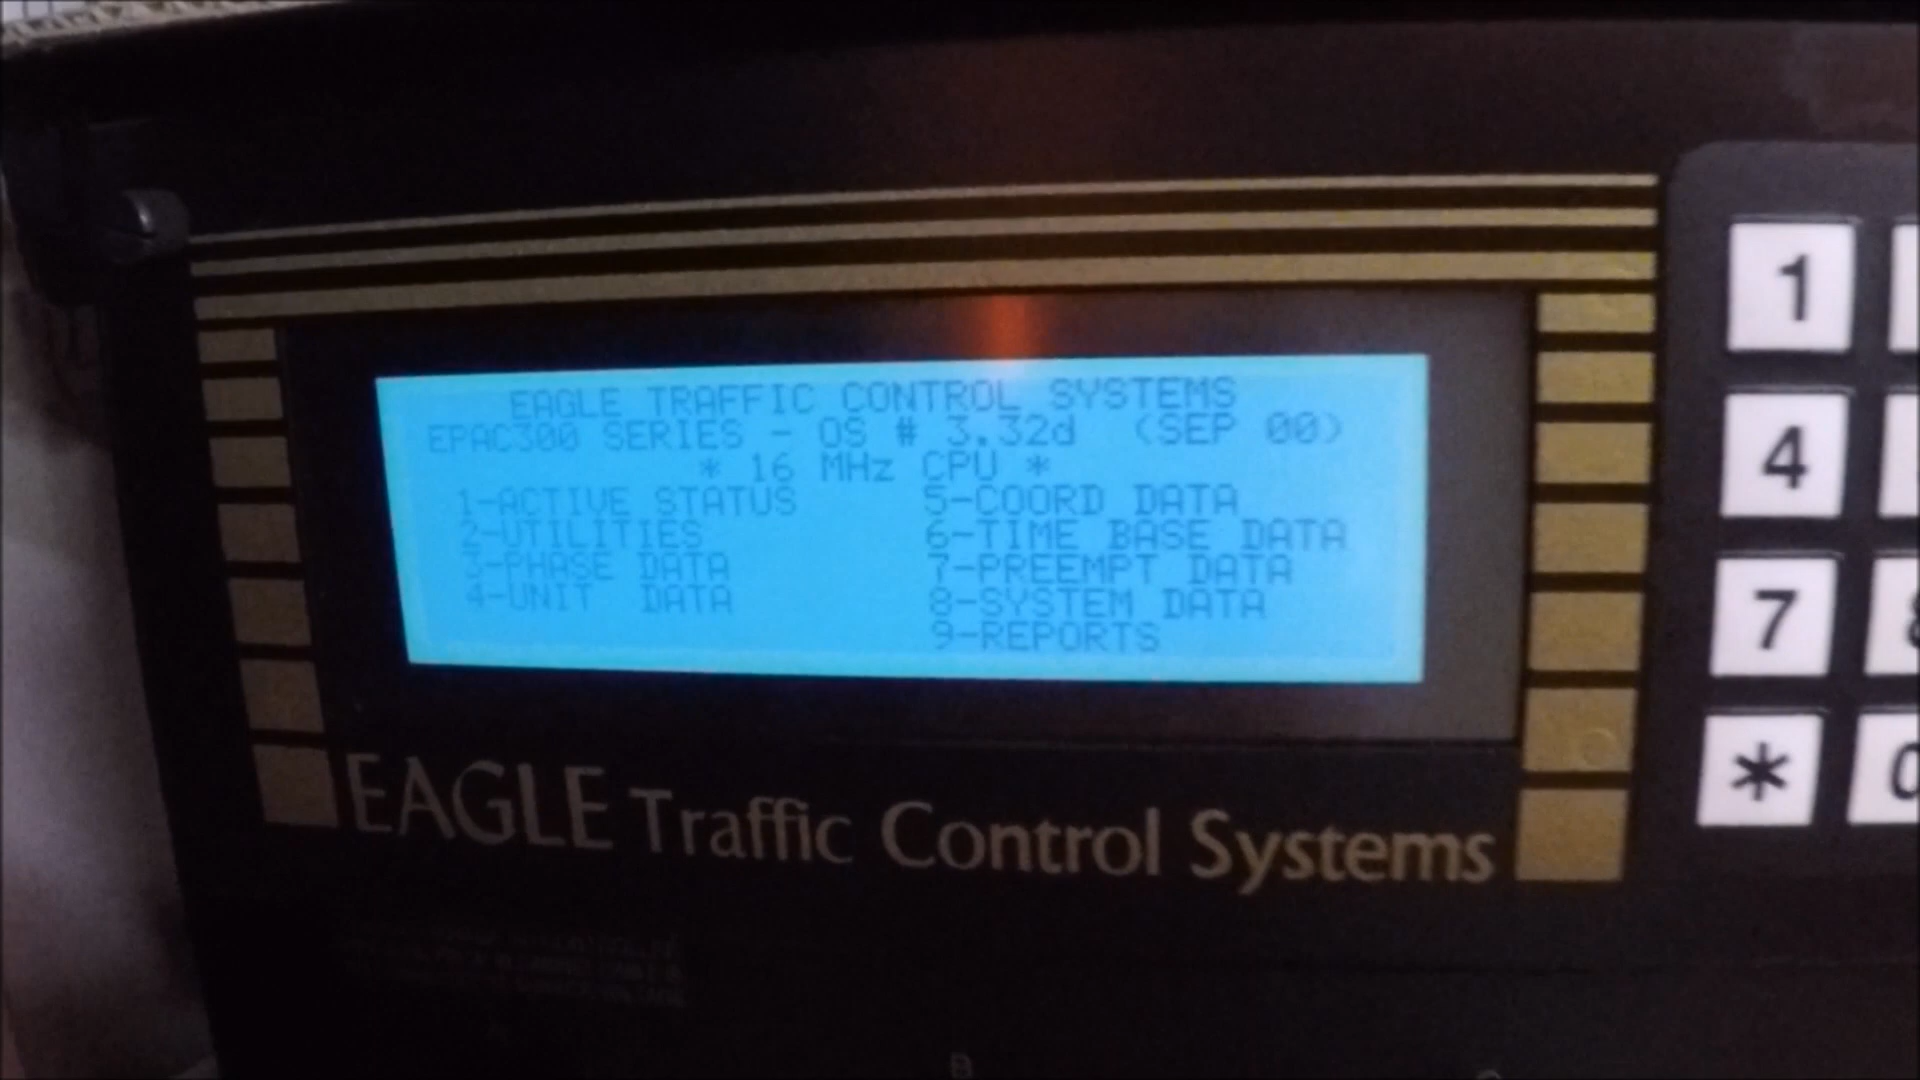 EAGLE TRAFFIC CONTROL SYSTEMS
EPAC300 SERIES - OS # 3.32d (SEP 00)
* 16 MHz CPU *
1-ACTIVE STATUS 5-COORD DATA
2-UTILITIES 6-TIME BASE DATA
3-PHASE DATA 7-PREEMPT DATA
4-UNIT DATA 8-SYSTEM DATA
9-REPORTS
EAGLE Traffic Control Systems
1
4
7 8
* 0
B